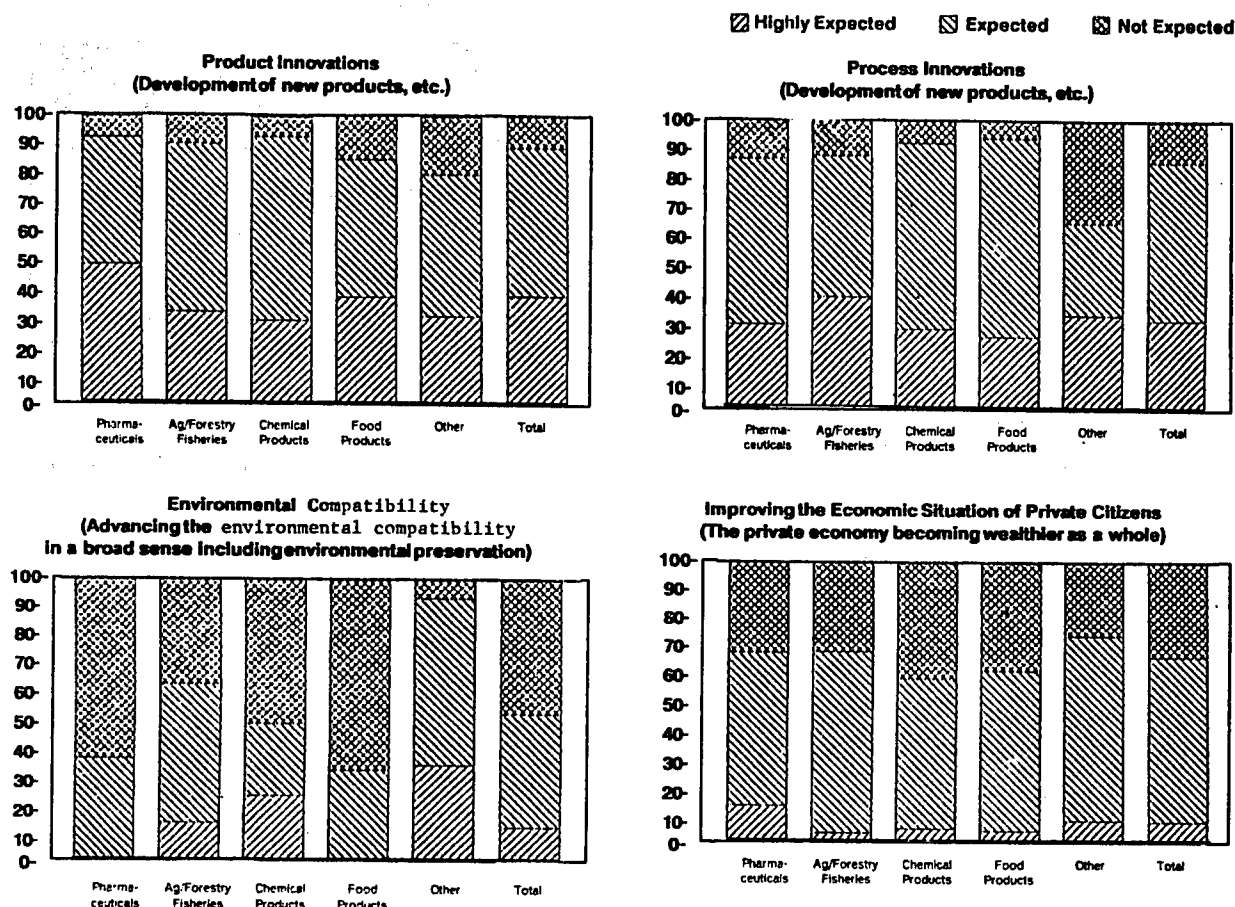 Highly Expected Expected Not Expected
Product Innovations
(Development of new products, etc.)
100-
90-
80-
70-
60-
50-
40-
30-
20-
10-
0-
Pharma- Ag/Forestry Chemical Food Other Total
ceuticals Fisheries Products Products
Process Innovations
(Development of new products, etc.)
100-
90-
80-
70-
60-
50-
40-
30-
20-
10-
0-
Pharma- Ag/Forestry Chemical Food Other Total
ceuticals Fisheries Products Products
Environmental Compatibility
(Advancing the environmental compatibility
in a broad sense including environmental preservation)
100-
90-
80-
70-
60-
50-
40-
30-
20-
10-
0-
Pharma- Ag/Forestry Chemical Food Other Total
ceuticals Fisheries Products Products
Improving the Economic Situation of Private Citizens
(The private economy becoming wealthier as a whole)
100-
90-
80-
70-
60-
50-
40-
30-
20-
10-
0-
Pharma- Ag/Forestry Chemical Food Other Total
ceuticals Fisheries Products Products